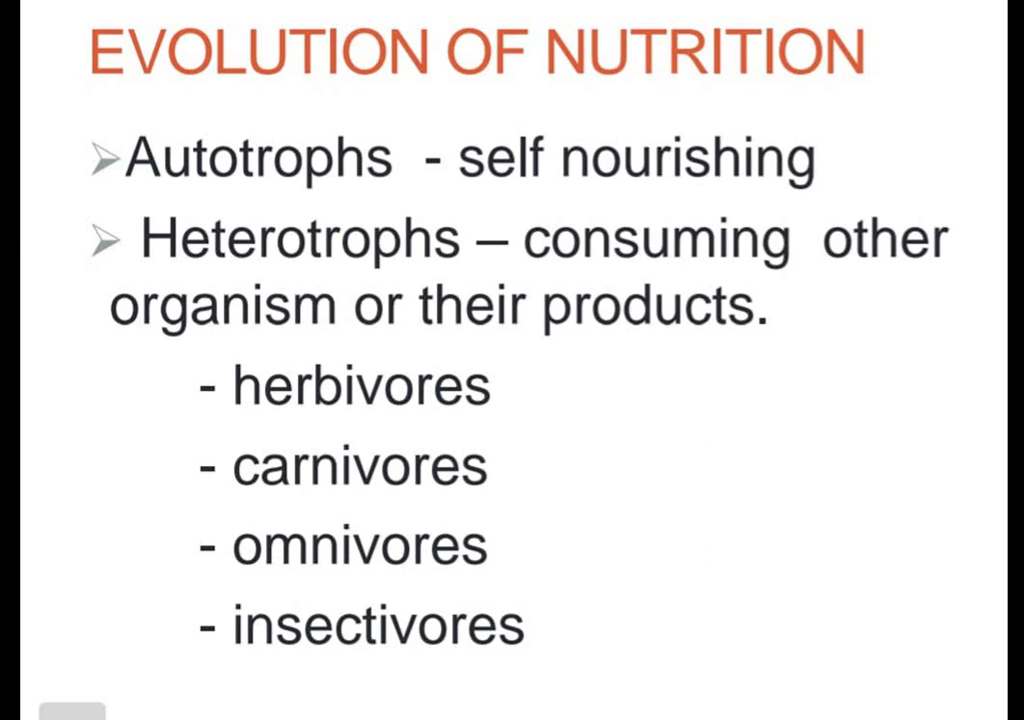 EVOLUTION OF NUTRITION
➢Autotrophs - self nourishing
➢ Heterotrophs – consuming other
organism or their products.
- herbivores
- carnivores
- omnivores
- insectivores